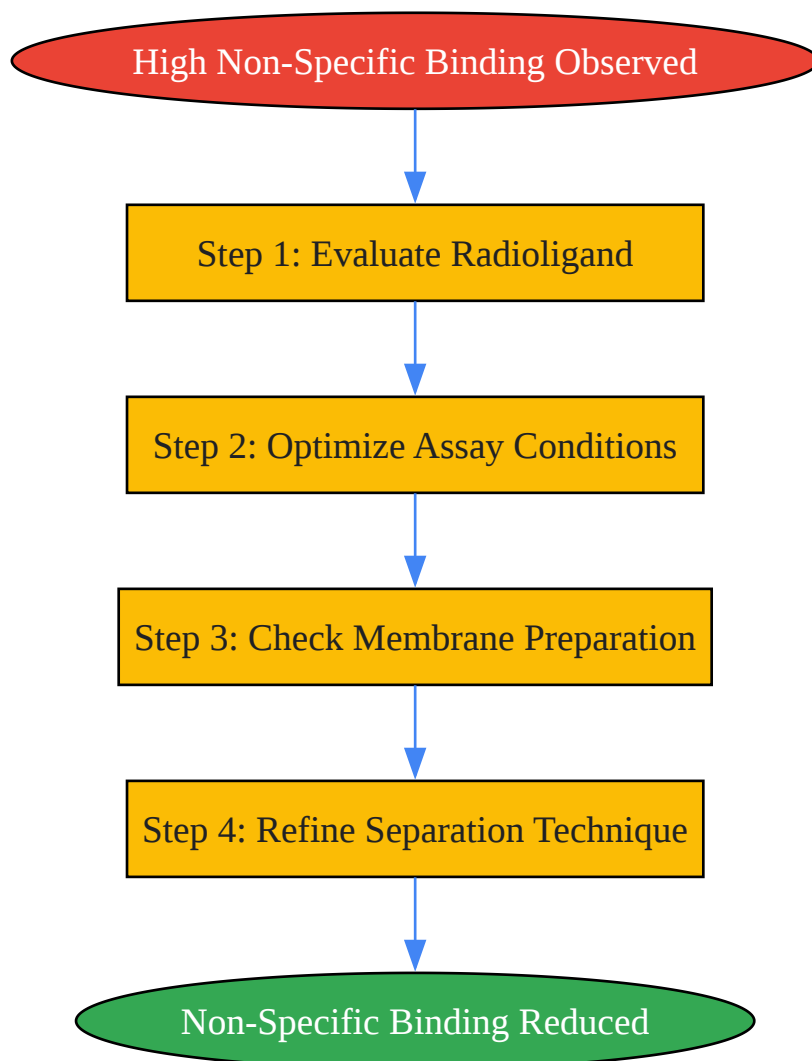 High Non-Specific Binding Observed
Step 1: Evaluate Radioligand
Step 2: Optimize Assay Conditions
Step 3: Check Membrane Preparation
Step 4: Refine Separation Technique
Non-Specific Binding Reduced